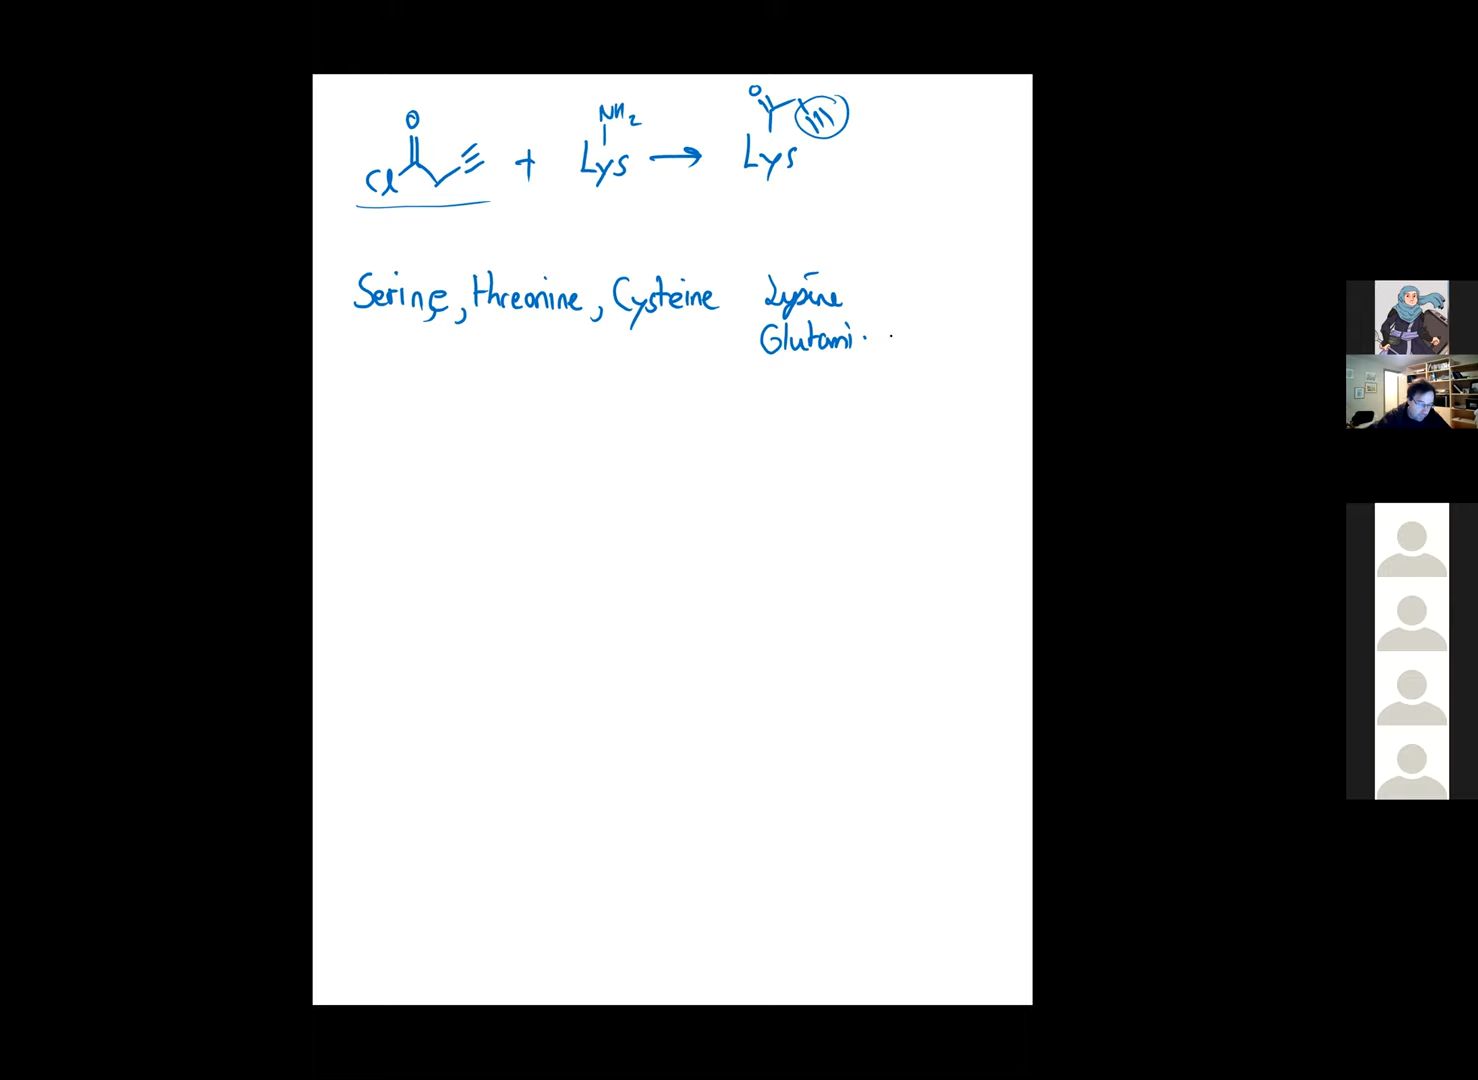 O NH2 O
Cl + Lys → Lys
Serine, threonine, Cysteine Lysine
Glutami.